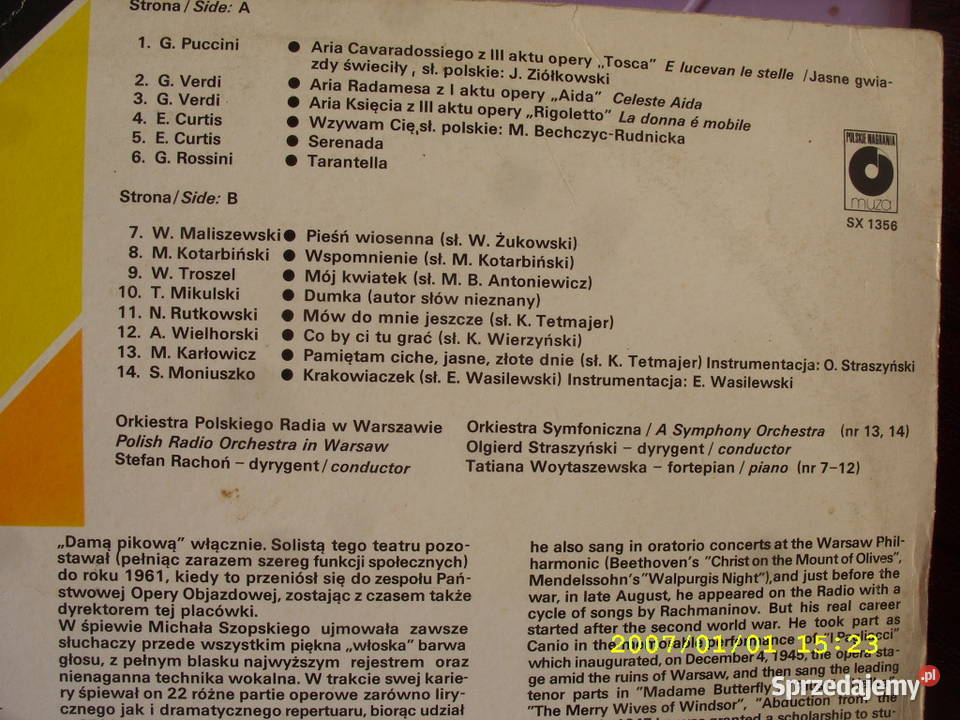 Strona / Side: A
1. G. Puccini ● Aria Cavaradossiego z III aktu opery „Tosca” E lucevan le stelle /Jasne gwia-
zdy świeciły, sł. polskie: J. Ziółkowski
2. G. Verdi ● Aria Radamesa z I aktu opery „Aida” Celeste Aida
3. G. Verdi ● Aria Księcia z III aktu opery „Rigoletto” La donna é mobile
4. E. Curtis ● Wzywam Cię, sł. polskie: M. Bechczyc-Rudnicka
5. E. Curtis ● Serenada
6. G. Rossini ● Tarantella
POLSKIE NAGRANIA
muza
SX 1356
Strona / Side: B
7. W. Maliszewski ● Pieśń wiosenna (sł. W. Żukowski)
8. M. Kotarbiński ● Wspomnienie (sł. M. Kotarbiński)
9. W. Troszel ● Mój kwiatek (sł. M. B. Antoniewicz)
10. T. Mikulski ● Dumka (autor słów nieznany)
11. N. Rutkowski ● Mów do mnie jeszcze (sł. K. Tetmajer)
12. A. Wielhorski ● Co by ci tu grać (sł. K. Wierzyński)
13. M. Karłowicz ● Pamiętam ciche, jasne, złote dnie (sł. K. Tetmajer) Instrumentacja: O. Straszyński
14. S. Moniuszko ● Krakowiaczek (sł. E. Wasilewski) Instrumentacja: E. Wasilewski
Orkiestra Polskiego Radia w Warszawie
Polish Radio Orchestra in Warsaw
Stefan Rachoń – dyrygent / conductor
Orkiestra Symfoniczna / A Symphony Orchestra (nr 13, 14)
Olgierd Straszyński – dyrygent / conductor
Tatiana Woytaszewska – fortepian / piano (nr 7–12)
„Damą pikową” włącznie. Solistą tego teatru pozo-
stawał (pełniąc zarazem szereg funkcji społecznych)
do roku 1961, kiedy to przeniósł się do zespołu Pań-
stwowej Opery Objazdowej, zostając z czasem także
dyrektorem tej placówki.
W śpiewie Michała Szopskiego ujmowała zawsze
słuchaczy przede wszystkim piękna „włoska” barwa
głosu, z pełnym blasku najwyższym rejestrem oraz
nienaganna technika wokalna. W trakcie swej karie-
ry śpiewał on 22 różne partie operowe zarówno lirycz-
nego jak i dramatycznego repertuaru, biorąc udział
he also sang in oratorio concerts at the Warsaw Phil-
harmonic (Beethoven's "Christ on the Mount of Olives",
Mendelssohn's "Walpurgis Night"), and just before the
war, in late August, he appeared on the Radio with a
cycle of songs by Rachmaninov. But his real career
started after the second world war. He took part as
Canio in the memorable performance of "I Pagliacci"
which inaugurated, on December 4, 1945, the opera sta-
ge amid the ruins of Warsaw, and then sang the leading
tenor parts in "Madame Butterfly"
"The Merry Wives of Windsor", "Abduction from the
was granted a scholarship to stu-
2007/01/01 15:23
Sprzedajemy.pl